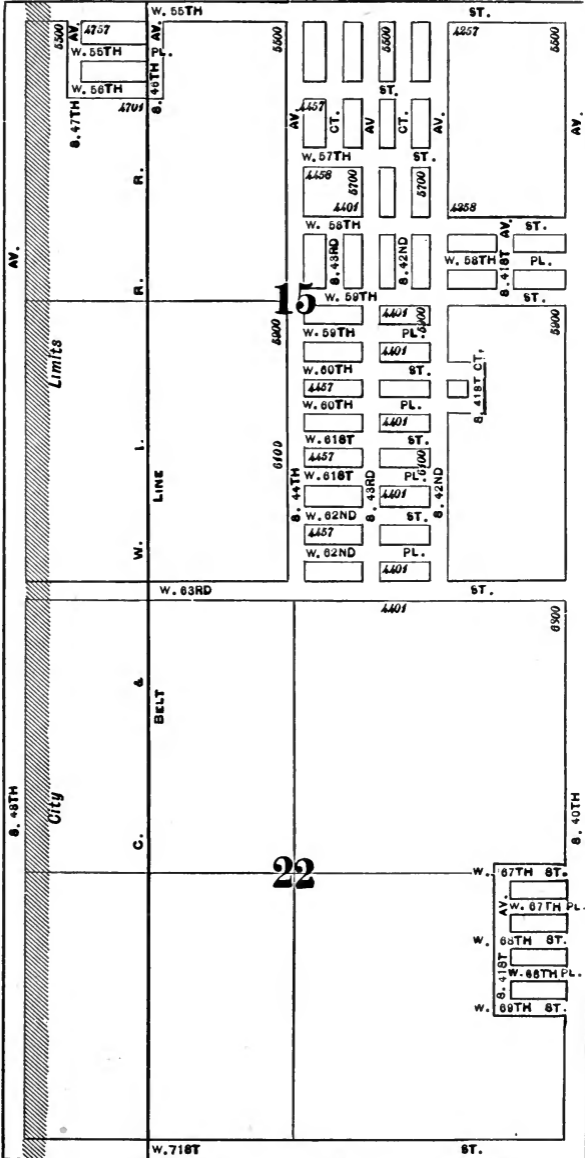 W. 55TH ST.
5500 4757 AV. 5500 5500 4257 5500
W. 55TH PL.
W. 56TH ST.
4701
S. 47TH AV.
S. 46TH AV.
4457
AV. CT. AV CT. AV. AV.
W. 57TH ST.
4458 5700 5700
4401 4258
W. 58TH ST.
S. 43RD S. 42ND
W. 58TH PL.
S. 41ST AV.
W. 59TH ST.
15
5900 4401 5900 5900
W. 59TH PL.
4401
W. 60TH ST.
4457
S. 41ST CT.
W. 60TH PL.
4401
W. 61ST ST.
6100 4457 6100
W. 61ST PL.
4401
S. 44TH S. 43RD S. 42ND
W. 62ND ST.
4457
W. 62ND PL.
4401
W. 63RD ST.
4401 6300
AV.
S. 48TH
City Limits
C. & W. I. R. R.
BELT LINE
S. 40TH
22
W. 67TH ST.
W. 67TH PL.
W. 68TH ST.
W. 68TH PL.
S. 41ST AV.
W. 69TH ST.
W. 71ST ST.